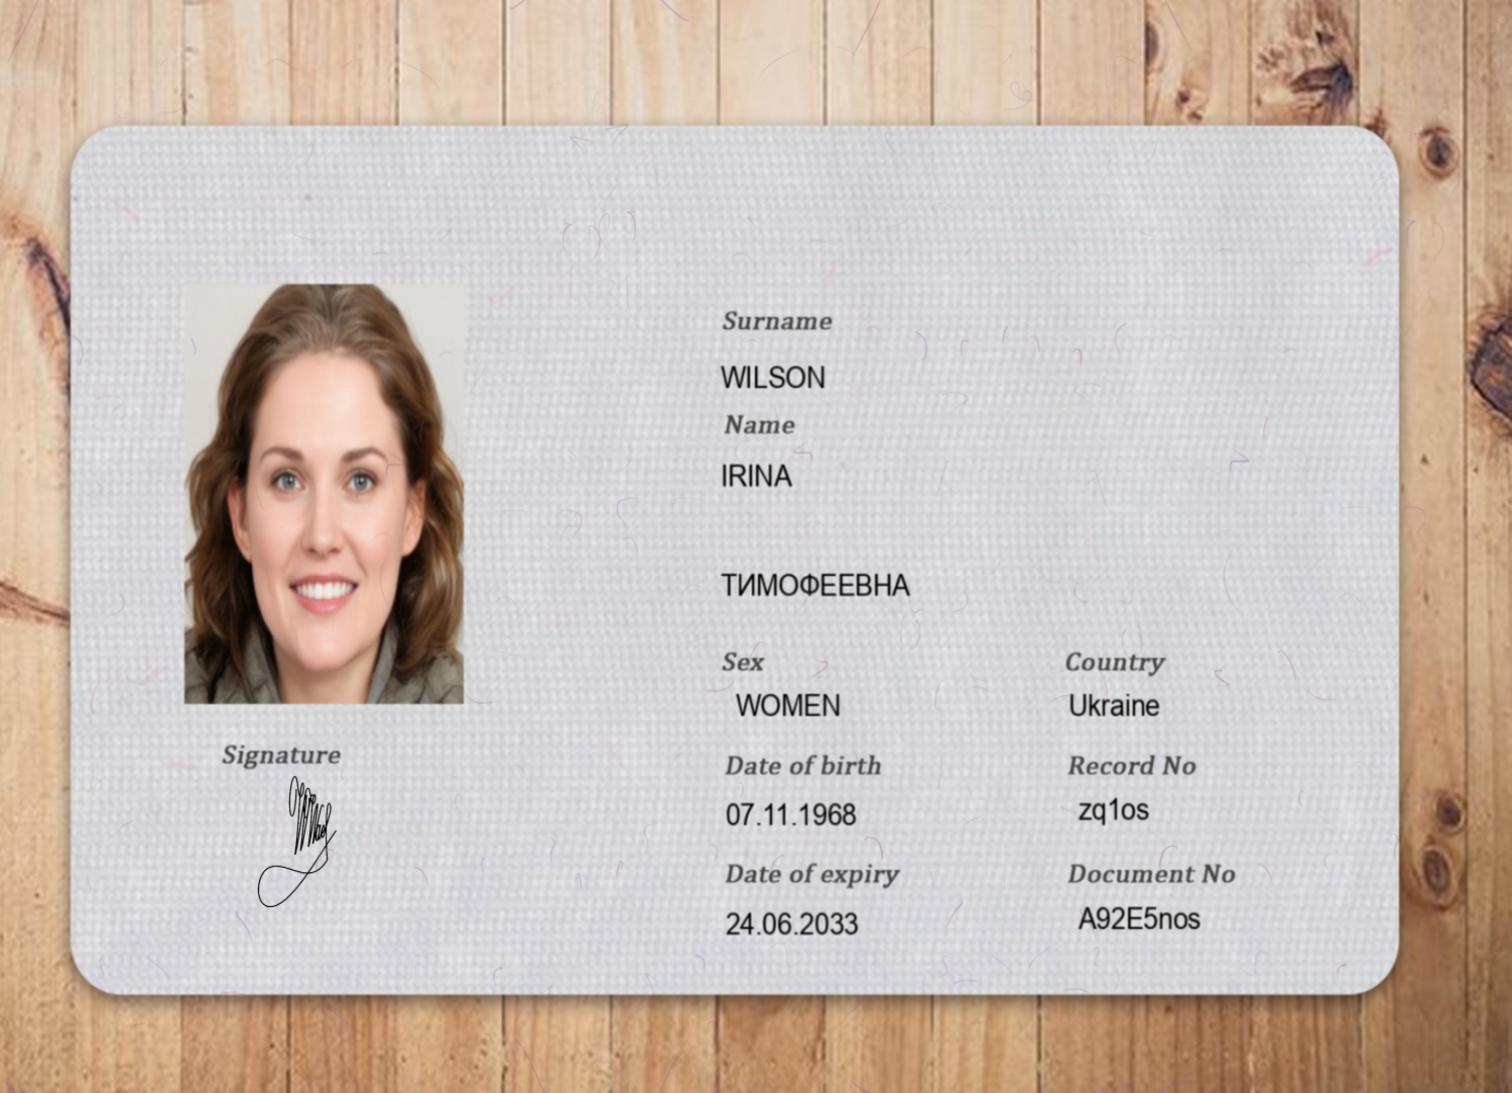 Surname
WILSON
Name
IRINA
ТИМОФЕЕВНА
Sex
Country
WOMEN
Ukraine
Date of birth
Record No
07.11.1968
zq1os
Date of expiry
Document No
24.06.2033
A92E5nos
Signature